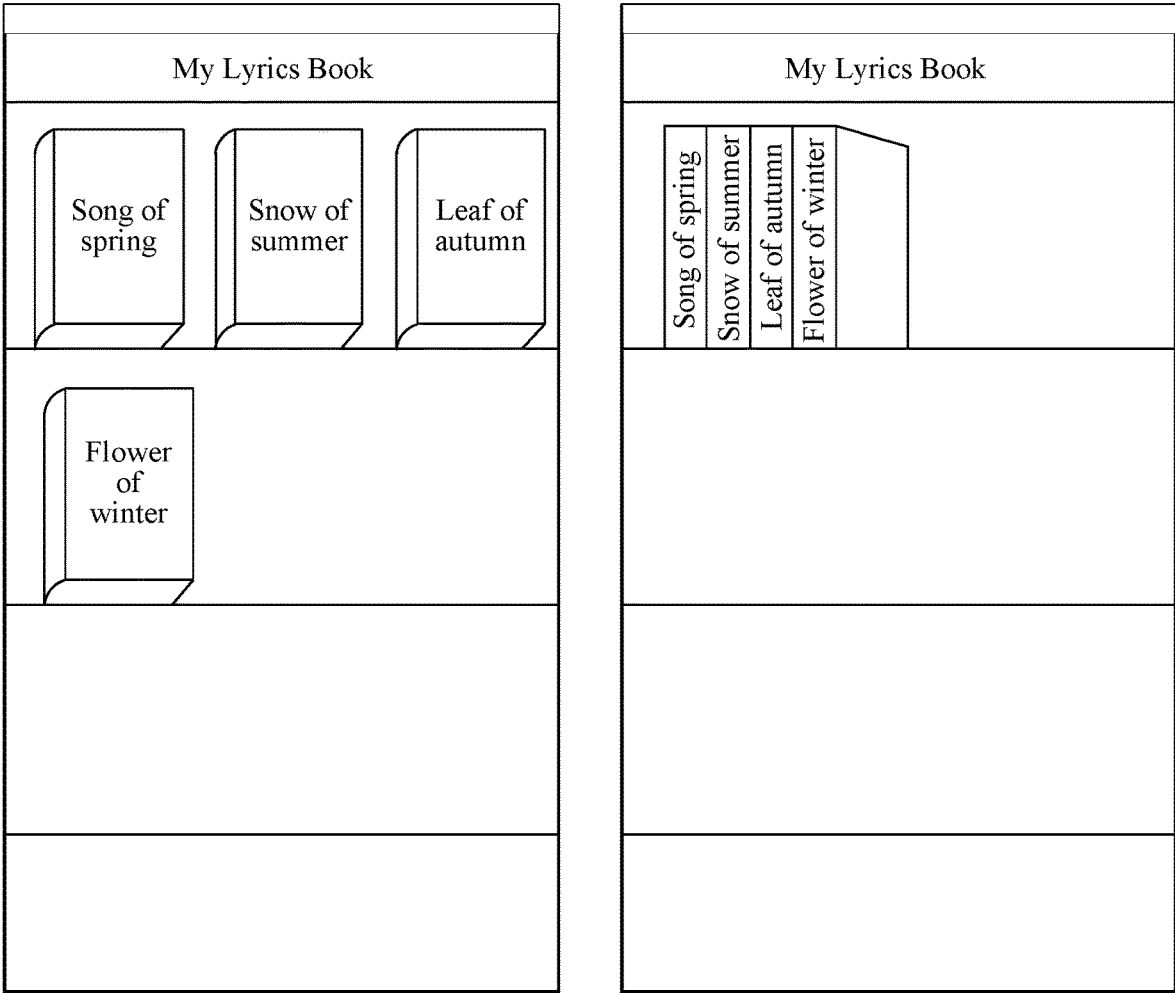 My Lyrics Book
Song of
spring
Snow of
summer
Leaf of
autumn
Flower
of
winter
My Lyrics Book
Song of spring
Snow of summer
Leaf of autumn
Flower of winter